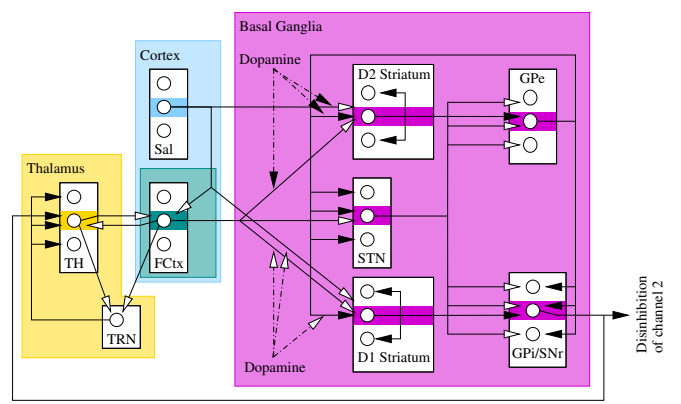 Basal Ganglia
Cortex
Dopamine
D2 Striatum
GPe
Sal
Thalamus
TH
FCtx
STN
TRN
Dopamine
D1 Striatum
GPi/SNr
Disinhibition
of channel 2